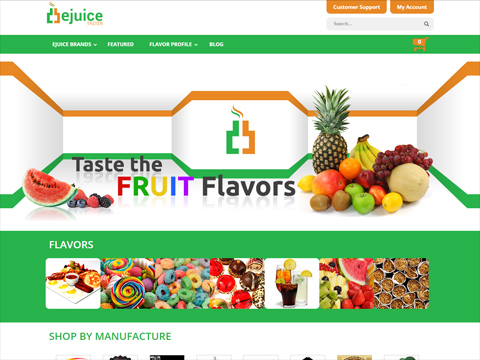 Customer Support
My Account
ejuice
Search...
EJUICE BRANDS
FEATURED
FLAVOR PROFILE
BLOG
0
Taste the
FRUIT Flavors
FLAVORS
SHOP BY MANUFACTURE